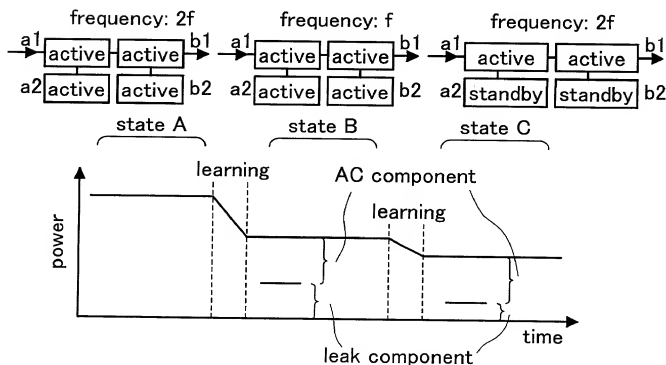 frequency: 2f
frequency: f
frequency: 2f
a1 active active b1
a2 active active b2
a1 active active b1
a2 active active b2
a1 active active b1
a2 standby standby b2
state A
state B
state C
learning
AC component
learning
power
time
leak component